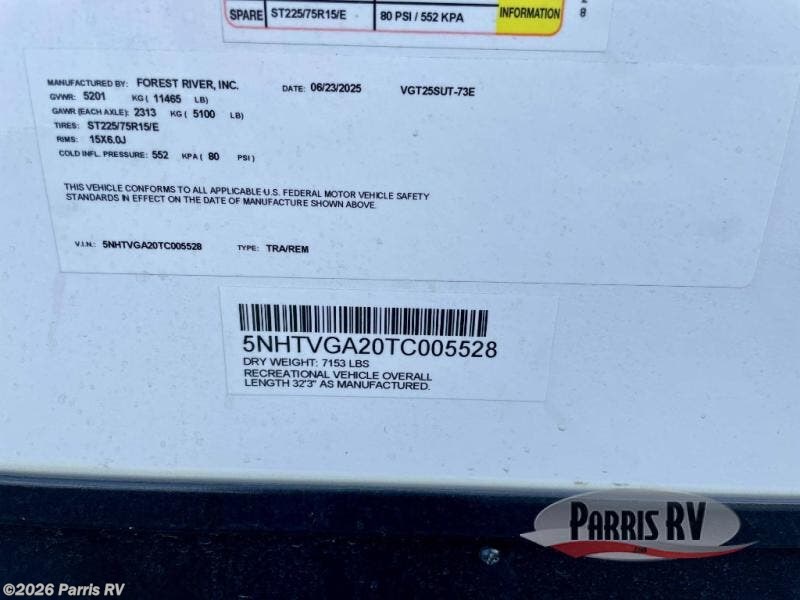 SPARE ST225/75R15/E 80 PSI / 552 KPA INFORMATION
8
MANUFACTURED BY: FOREST RIVER, INC. DATE: 06/23/2025 VGT25SUT-73E
GVWR: 5201 KG ( 11465 LB)
GAWR (EACH AXLE): 2313 KG ( 5100 LB)
TIRES: ST225/75R15/E
RIMS: 15X6.0J
COLD INFL. PRESSURE: 552 KPA ( 80 PSI )
THIS VEHICLE CONFORMS TO ALL APPLICABLE U.S. FEDERAL MOTOR VEHICLE SAFETY
STANDARDS IN EFFECT ON THE DATE OF MANUFACTURE SHOWN ABOVE.
V.I.N.: 5NHTVGA20TC005528 TYPE: TRA/REM
5NHTVGA20TC005528
DRY WEIGHT: 7153 LBS
RECREATIONAL VEHICLE OVERALL
LENGTH 32'3" AS MANUFACTURED.
PARRIS RV
©2026 Parris RV